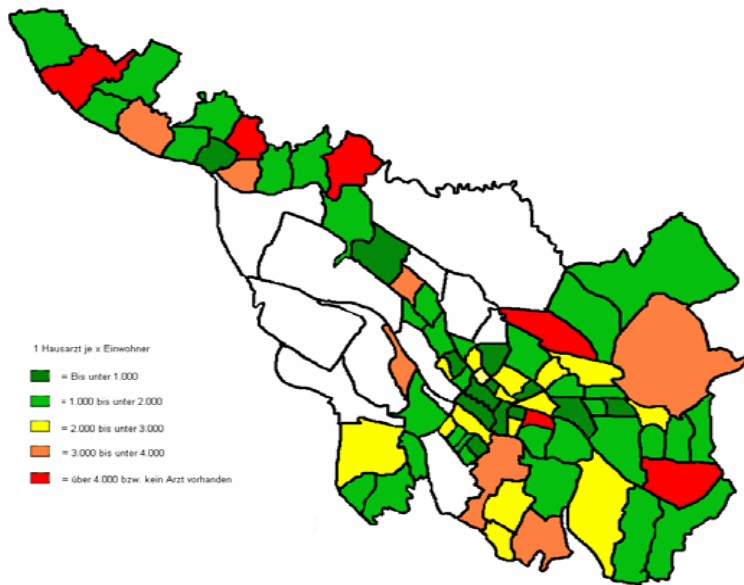 1 Hausarzt je x Einwohner
= Bis unter 1.000
= 1.000 bis unter 2.000
= 2.000 bis unter 3.000
= 3.000 bis unter 4.000
= über 4.000 bzw. kein Arzt vorhanden